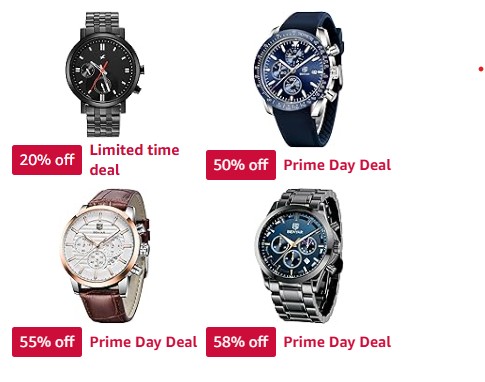 20% off
Limited time
deal
50% off
Prime Day Deal
55% off
Prime Day Deal
58% off
Prime Day Deal